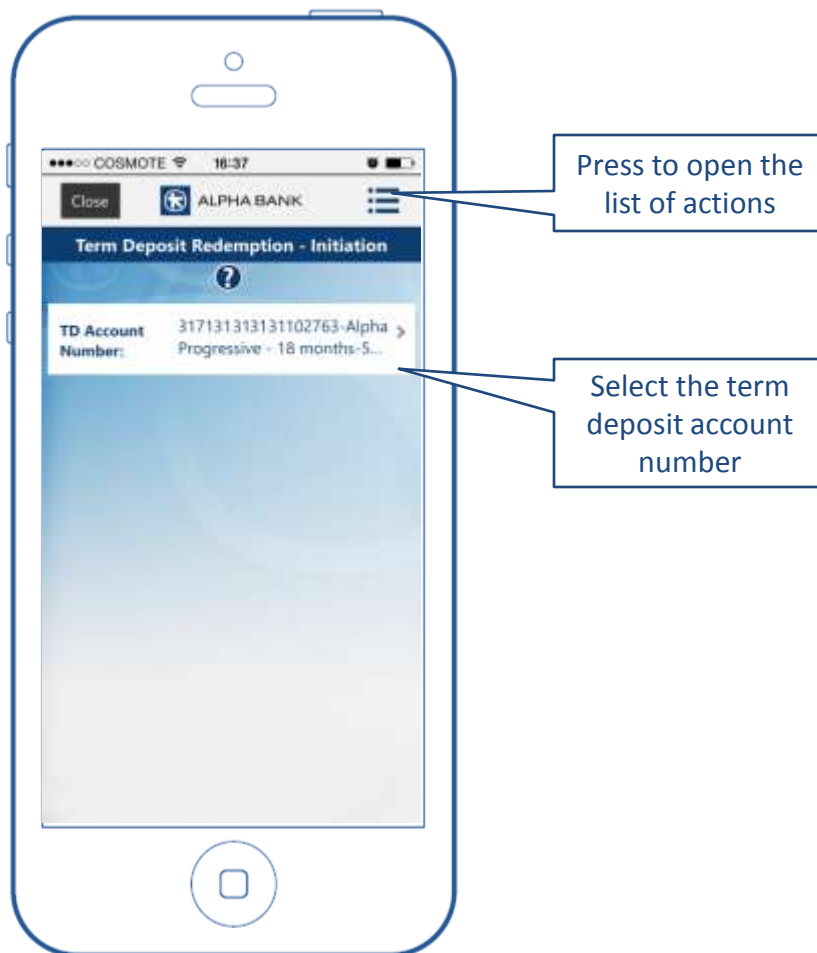 COSMOTE 16:37
Close ALPHA BANK
Term Deposit Redemption - Initiation
?
TD Account Number: 317131313131102763-Alpha Progressive - 18 months-5...
Press to open the
list of actions
Select the term
deposit account
number